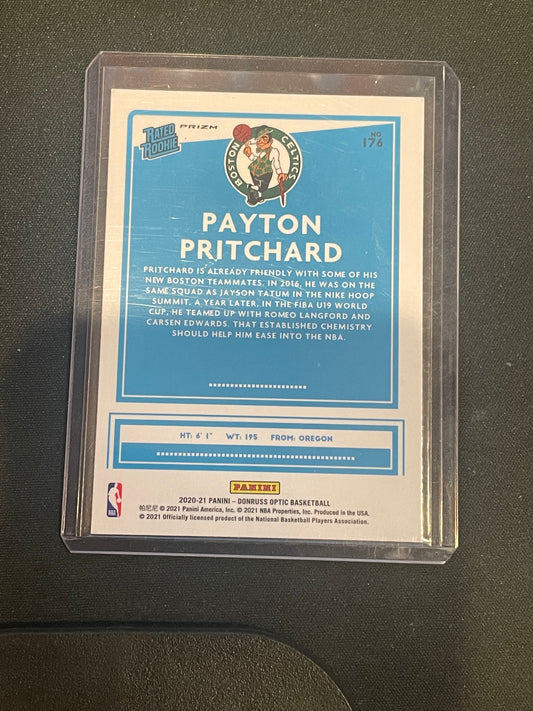 RATED ROOKIE
PRIZM
BOSTON CELTICS
NO.
176
PAYTON
PRITCHARD
PRITCHARD IS ALREADY FRIENDLY WITH SOME OF HIS
NEW BOSTON TEAMMATES. IN 2016, HE WAS ON THE
SAME SQUAD AS JAYSON TATUM IN THE NIKE HOOP
SUMMIT. A YEAR LATER, IN THE FIBA U19 WORLD
CUP, HE TEAMED UP WITH ROMEO LANGFORD AND
CARSEN EDWARDS. THAT ESTABLISHED CHEMISTRY
SHOULD HELP HIM EASE INTO THE NBA.
HT: 6' 1" WT: 195 FROM: OREGON
PANINI
NBA
2020-21 PANINI – DONRUSS OPTIC BASKETBALL
帕尼尼 © 2021 Panini America, Inc. © 2021 NBA Properties, Inc. Produced in the USA.
© 2021 Officially licensed product of the National Basketball Players Association.